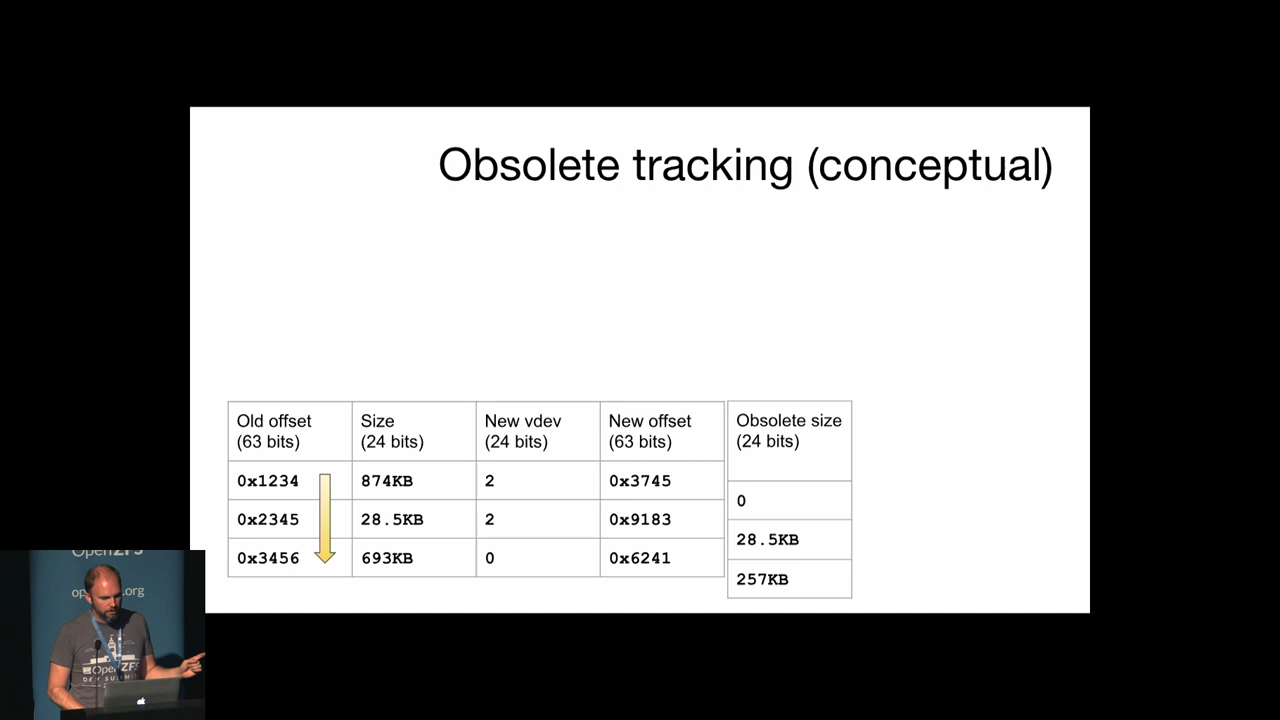 Obsolete tracking (conceptual)
Old offset (63 bits) Size (24 bits) New vdev (24 bits) New offset (63 bits) Obsolete size (24 bits)
0x1234 874KB 2 0x3745 0
0x2345 28.5KB 2 0x9183 28.5KB
0x3456 693KB 0 0x6241 257KB
OpenZFS
OpenZFS